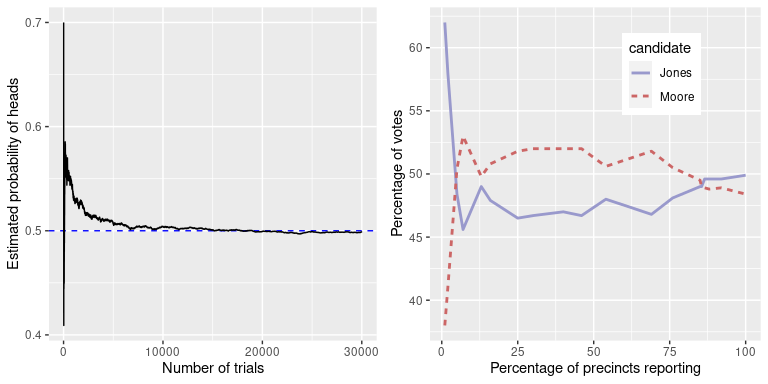 Estimated probability of heads
0.7
0.6
0.5
0.4
0
10000
20000
30000
Number of trials
Percentage of votes
60
55
50
45
40
0
25
50
75
100
Percentage of precincts reporting
candidate
Jones
Moore